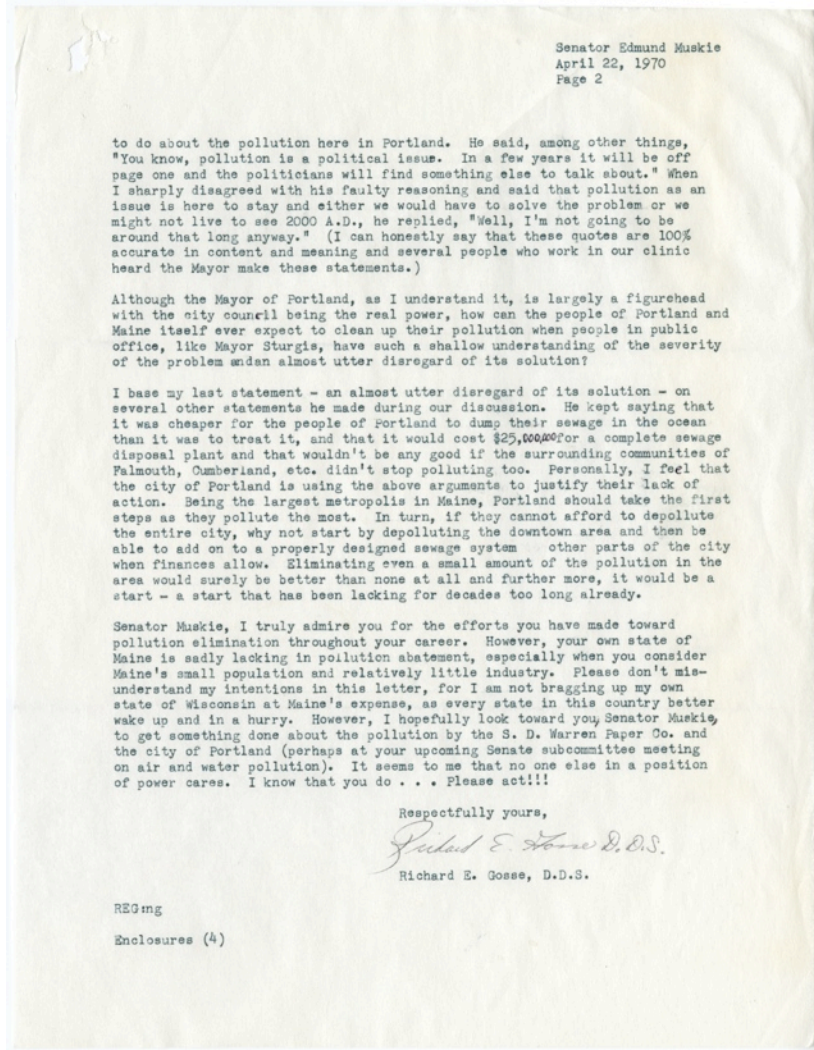 Senator Edmund Muskie
April 22, 1970
Page 2
to do about the pollution here in Portland. He said, among other things,
"You know, pollution is a political issue. In a few years it will be off
page one and the politicians will find something else to talk about." When
I sharply disagreed with his faulty reasoning and said that pollution as an
issue is here to stay and either we would have to solve the problem or we
might not live to see 2000 A.D., he replied, "Well, I'm not going to be
around that long anyway." (I can honestly say that these quotes are 100%
accurate in content and meaning and several people who work in our clinic
heard the Mayor make these statements.)
Although the Mayor of Portland, as I understand it, is largely a figurehead
with the city council being the real power, how can the people of Portland and
Maine itself ever expect to clean up their pollution when people in public
office, like Mayor Sturgis, have such a shallow understanding of the severity
of the problem andan almost utter disregard of its solution?
I base my last statement - an almost utter disregard of its solution - on
several other statements he made during our discussion. He kept saying that
it was cheaper for the people of Portland to dump their sewage in the ocean
than it was to treat it, and that it would cost $25,000,000 for a complete sewage
disposal plant and that wouldn't be any good if the surrounding communities of
Falmouth, Cumberland, etc. didn't stop polluting too. Personally, I feel that
the city of Portland is using the above arguments to justify their lack of
action. Being the largest metropolis in Maine, Portland should take the first
steps as they pollute the most. In turn, if they cannot afford to depollute
the entire city, why not start by depolluting the downtown area and then be
able to add on to a properly designed sewage system other parts of the city
when finances allow. Eliminating even a small amount of the pollution in the
area would surely be better than none at all and further more, it would be a
start - a start that has been lacking for decades too long already.
Senator Muskie, I truly admire you for the efforts you have made toward
pollution elimination throughout your career. However, your own state of
Maine is sadly lacking in pollution abatement, especially when you consider
Maine's small population and relatively little industry. Please don't mis-
understand my intentions in this letter, for I am not bragging up my own
state of Wisconsin at Maine's expense, as every state in this country better
wake up and in a hurry. However, I hopefully look toward you, Senator Muskie,
to get something done about the pollution by the S. D. Warren Paper Co. and
the city of Portland (perhaps at your upcoming Senate subcommittee meeting
on air and water pollution). It seems to me that no one else in a position
of power cares. I know that you do . . . Please act!!!
Respectfully yours,
Richard E. Gosse D.D.S.
Richard E. Gosse, D.D.S.
REG:mg
Enclosures (4)